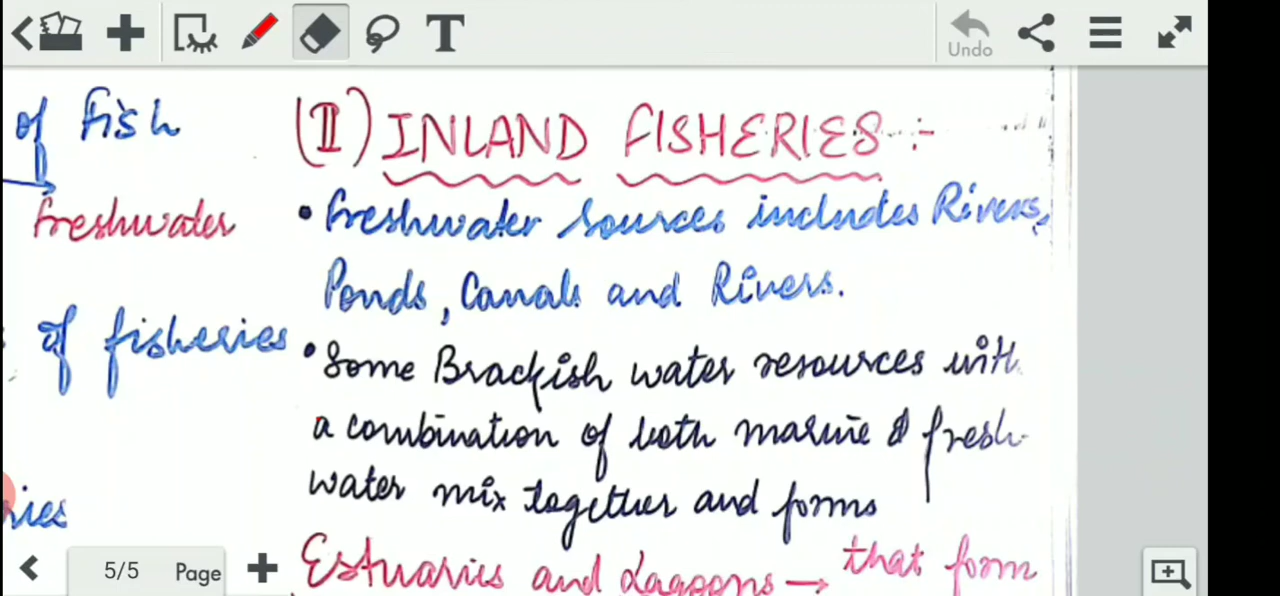 Undo
of Fish
freshwater
of fisheries
ries
(II) INLAND FISHERIES :-
• freshwater sources includes Rivers,
Ponds, Canals and Rivers.
• Some Brackish water resources with
a combination of both marine & fresh-
water mix together and forms
Estuaries and Lagoons → that form
5/5 Page